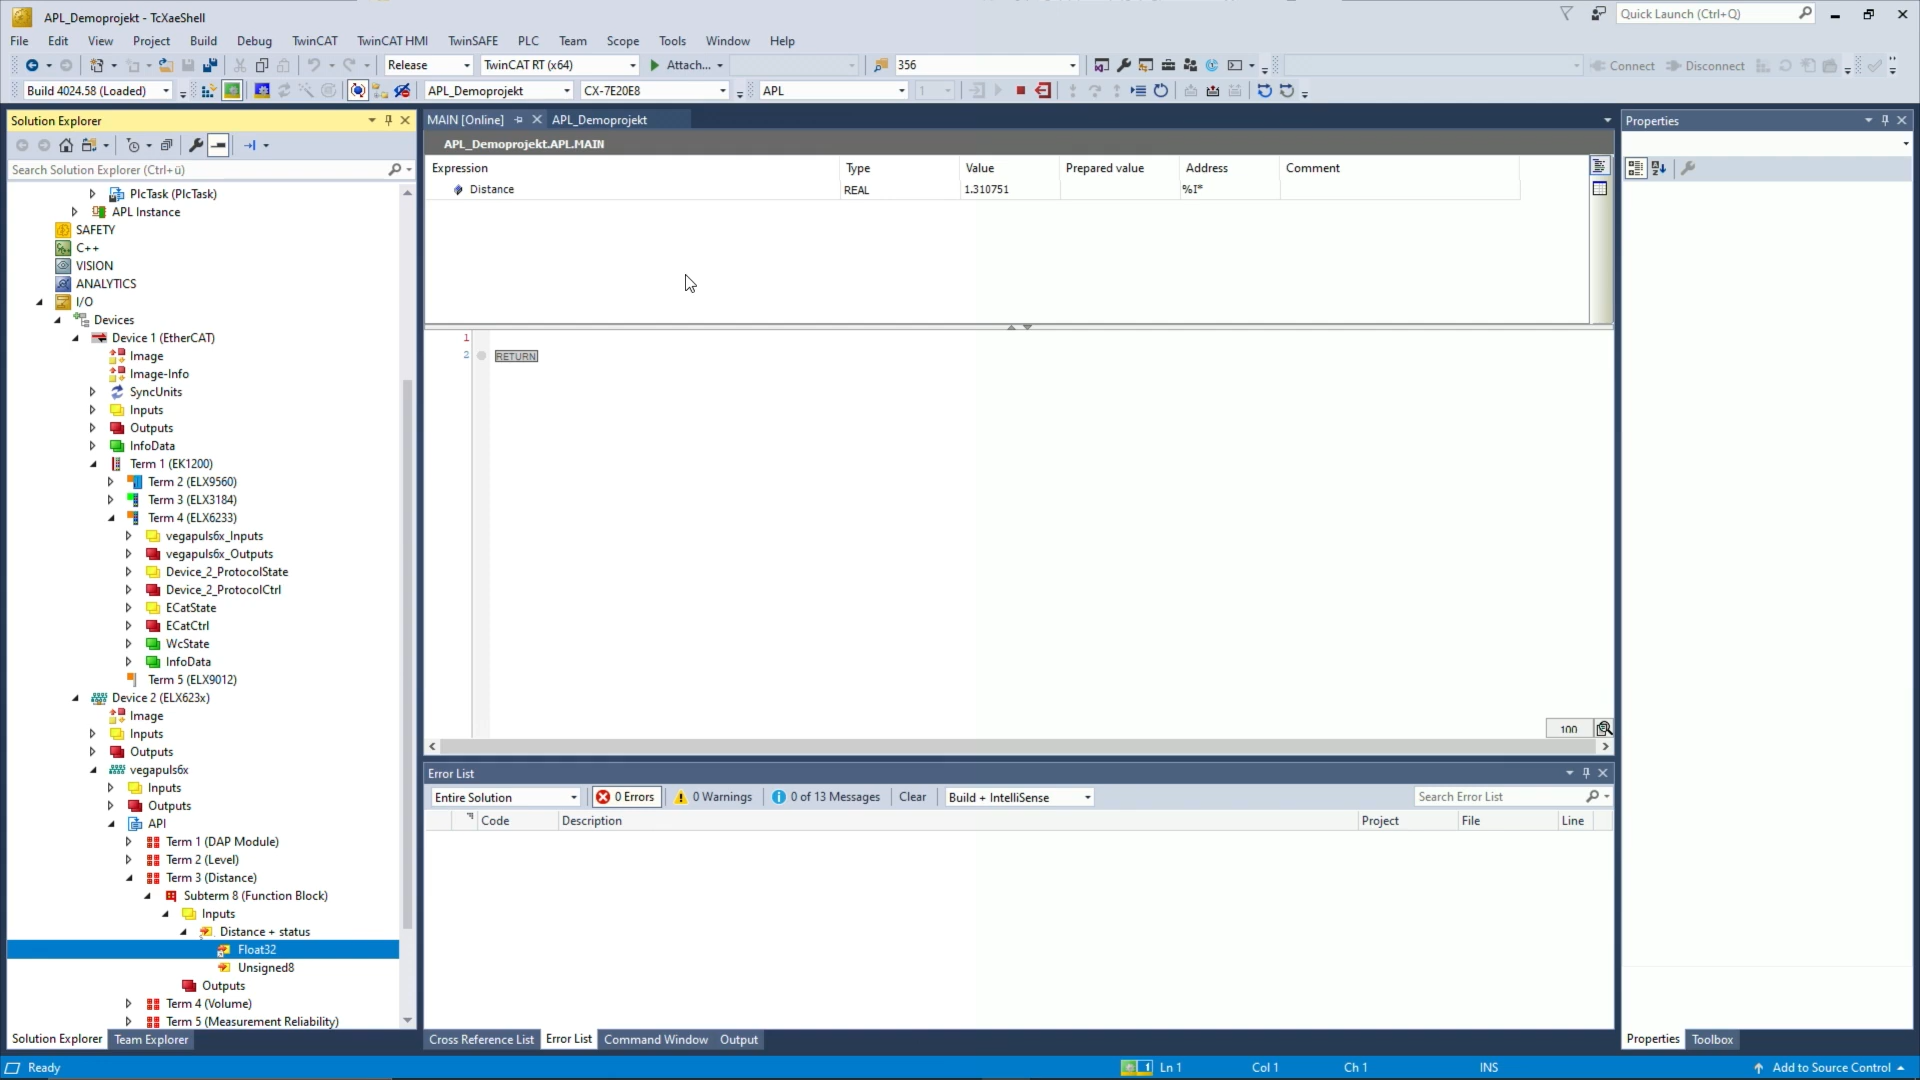 APL_Demoprojekt - TcXaeShell
Quick Launch (Ctrl+Q)
File Edit View Project Build Debug TwinCAT TwinCAT HMI TwinSAFE PLC Team Scope Tools Window Help
Release TwinCAT RT (x64) Attach... 356 Connect Disconnect
Build 4024.58 (Loaded) APL_Demoprojekt CX-7E20E8 APL 1
Solution Explorer
Search Solution Explorer (Ctrl+ü)
PlcTask (PlcTask)
APL Instance
SAFETY
C++
VISION
ANALYTICS
I/O
Devices
Device 1 (EtherCAT)
Image
Image-Info
SyncUnits
Inputs
Outputs
InfoData
Term 1 (EK1200)
Term 2 (ELX9560)
Term 3 (ELX3184)
Term 4 (ELX6233)
vegapuls6x_Inputs
vegapuls6x_Outputs
Device_2_ProtocolState
Device_2_ProtocolCtrl
ECatState
ECatCtrl
WcState
InfoData
Term 5 (ELX9012)
Device 2 (ELX623x)
Image
Inputs
Outputs
vegapuls6x
Inputs
Outputs
API
Term 1 (DAP Module)
Term 2 (Level)
Term 3 (Distance)
Subterm 8 (Function Block)
Inputs
Distance + status
Float32
Unsigned8
Outputs
Term 4 (Volume)
Term 5 (Measurement Reliability)
Solution Explorer Team Explorer
MAIN [Online] APL_Demoprojekt
APL_Demoprojekt.APL.MAIN
Expression Type Value Prepared value Address Comment
Distance REAL 1.310751 %I*
1
2 RETURN
100
Error List
Entire Solution 0 Errors 0 Warnings 0 of 13 Messages Clear Build + IntelliSense Search Error List
Code Description Project File Line
Cross Reference List Error List Command Window Output
Properties
Properties Toolbox
Ready 1 Ln 1 Col 1 Ch 1 INS Add to Source Control